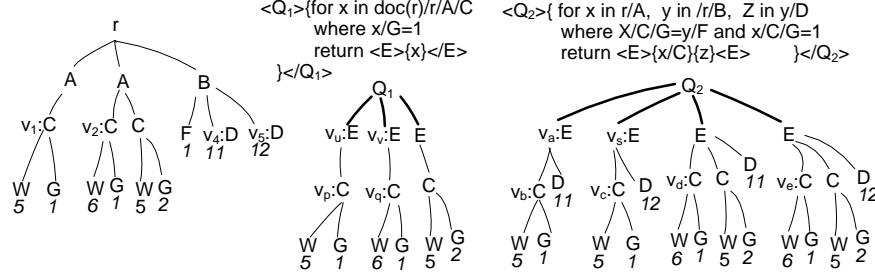 <Q1>{for x in doc(r)/r/A/C
where x/G=1
return <E>{x}</E>
}</Q1>
<Q2>{ for x in r/A, y in /r/B, Z in y/D
where X/C/G=y/F and x/C/G=1
return <E>{x/C}{z}<E> }</Q2>
r
A A B
v1:C v2:C C F v4:D v5:D
1 11 12
W G W G W G
5 1 6 1 5 2
Q1
vu:E vv:E E
vp:C vq:C C
W G W G W G
5 1 6 1 5 2
Q2
va:E vs:E E E
vb:C D vc:C D vd:C C D ve:C C D
11 12 11 12
W G W G W G W G W G W G
5 1 5 1 6 1 5 2 6 1 5 2